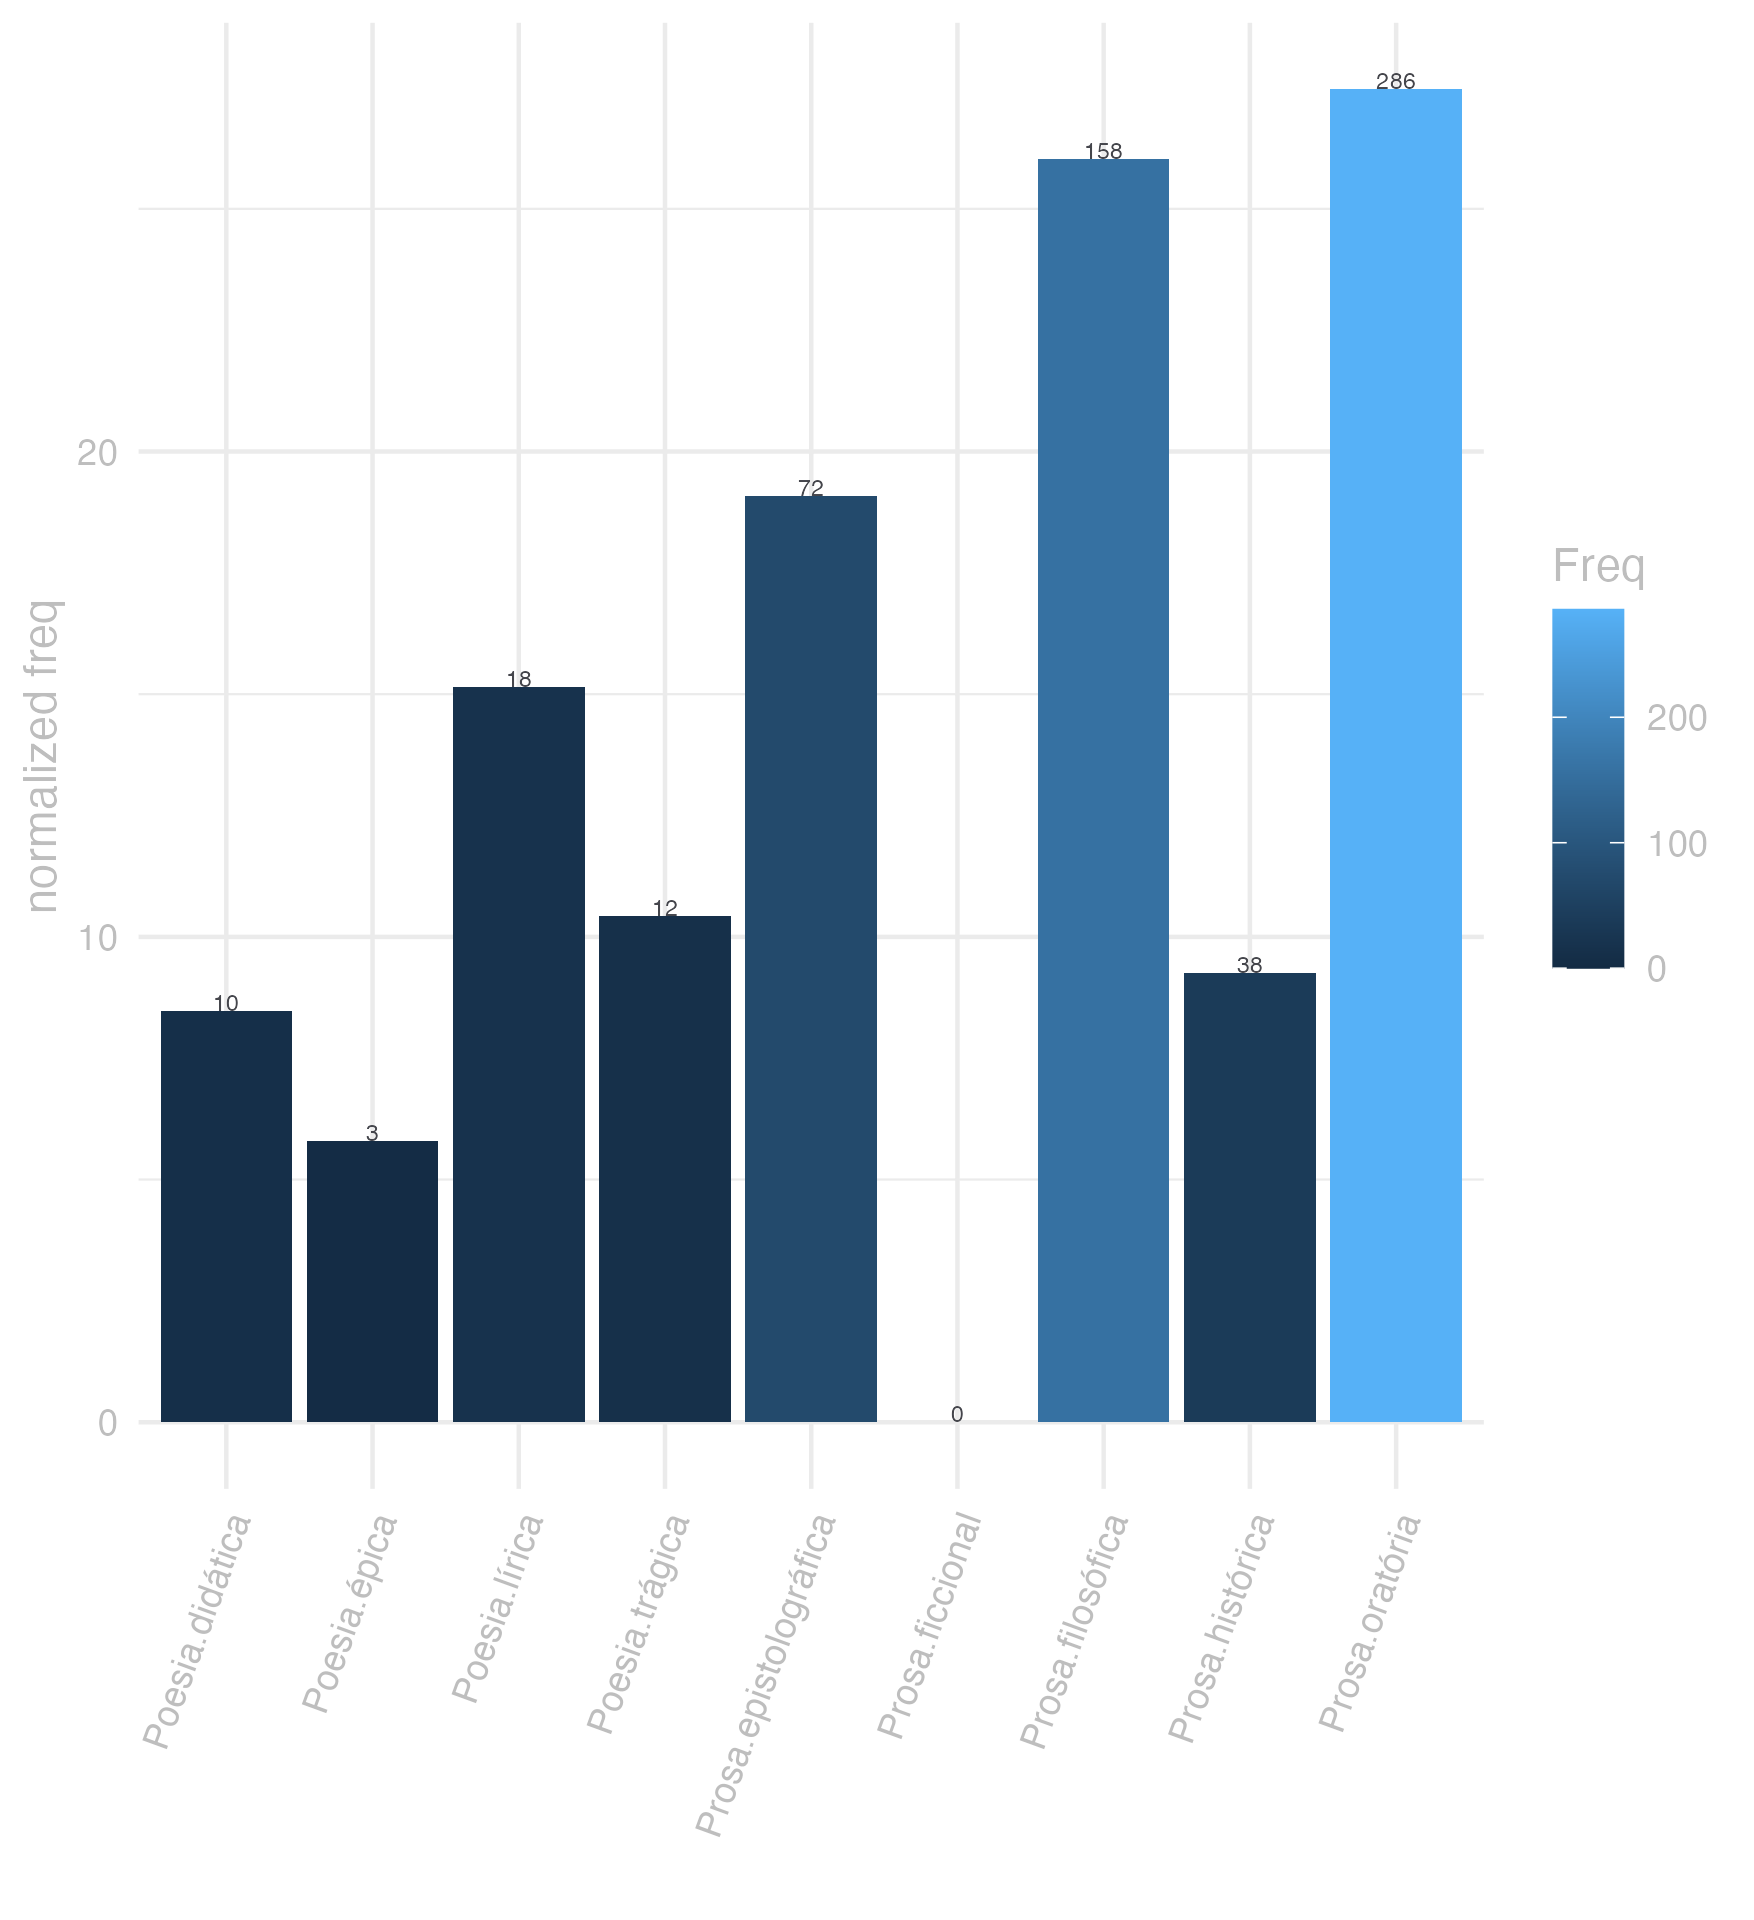 286
158
72
18
12
38
10
3
0
20
10
0
normalized freq
Poesia.didática
Poesia.épica
Poesia.lírica
Poesia.trágica
Prosa.epistolográfica
Prosa.ficcional
Prosa.filosófica
Prosa.histórica
Prosa.oratória
Freq
200
100
0